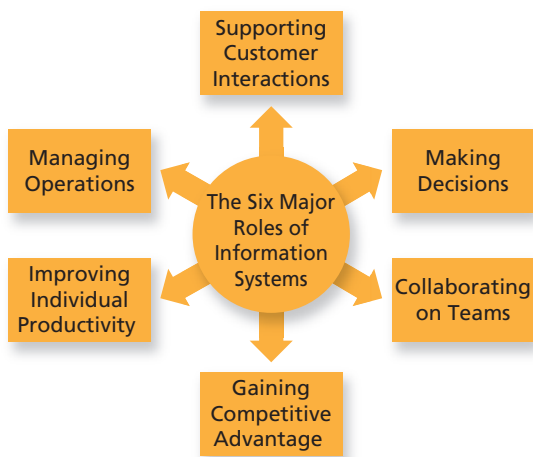 Supporting
Customer
Interactions
Managing
Operations
The Six Major
Roles of
Information
Systems
Making
Decisions
Improving
Individual
Productivity
Collaborating
on Teams
Gaining
Competitive
Advantage